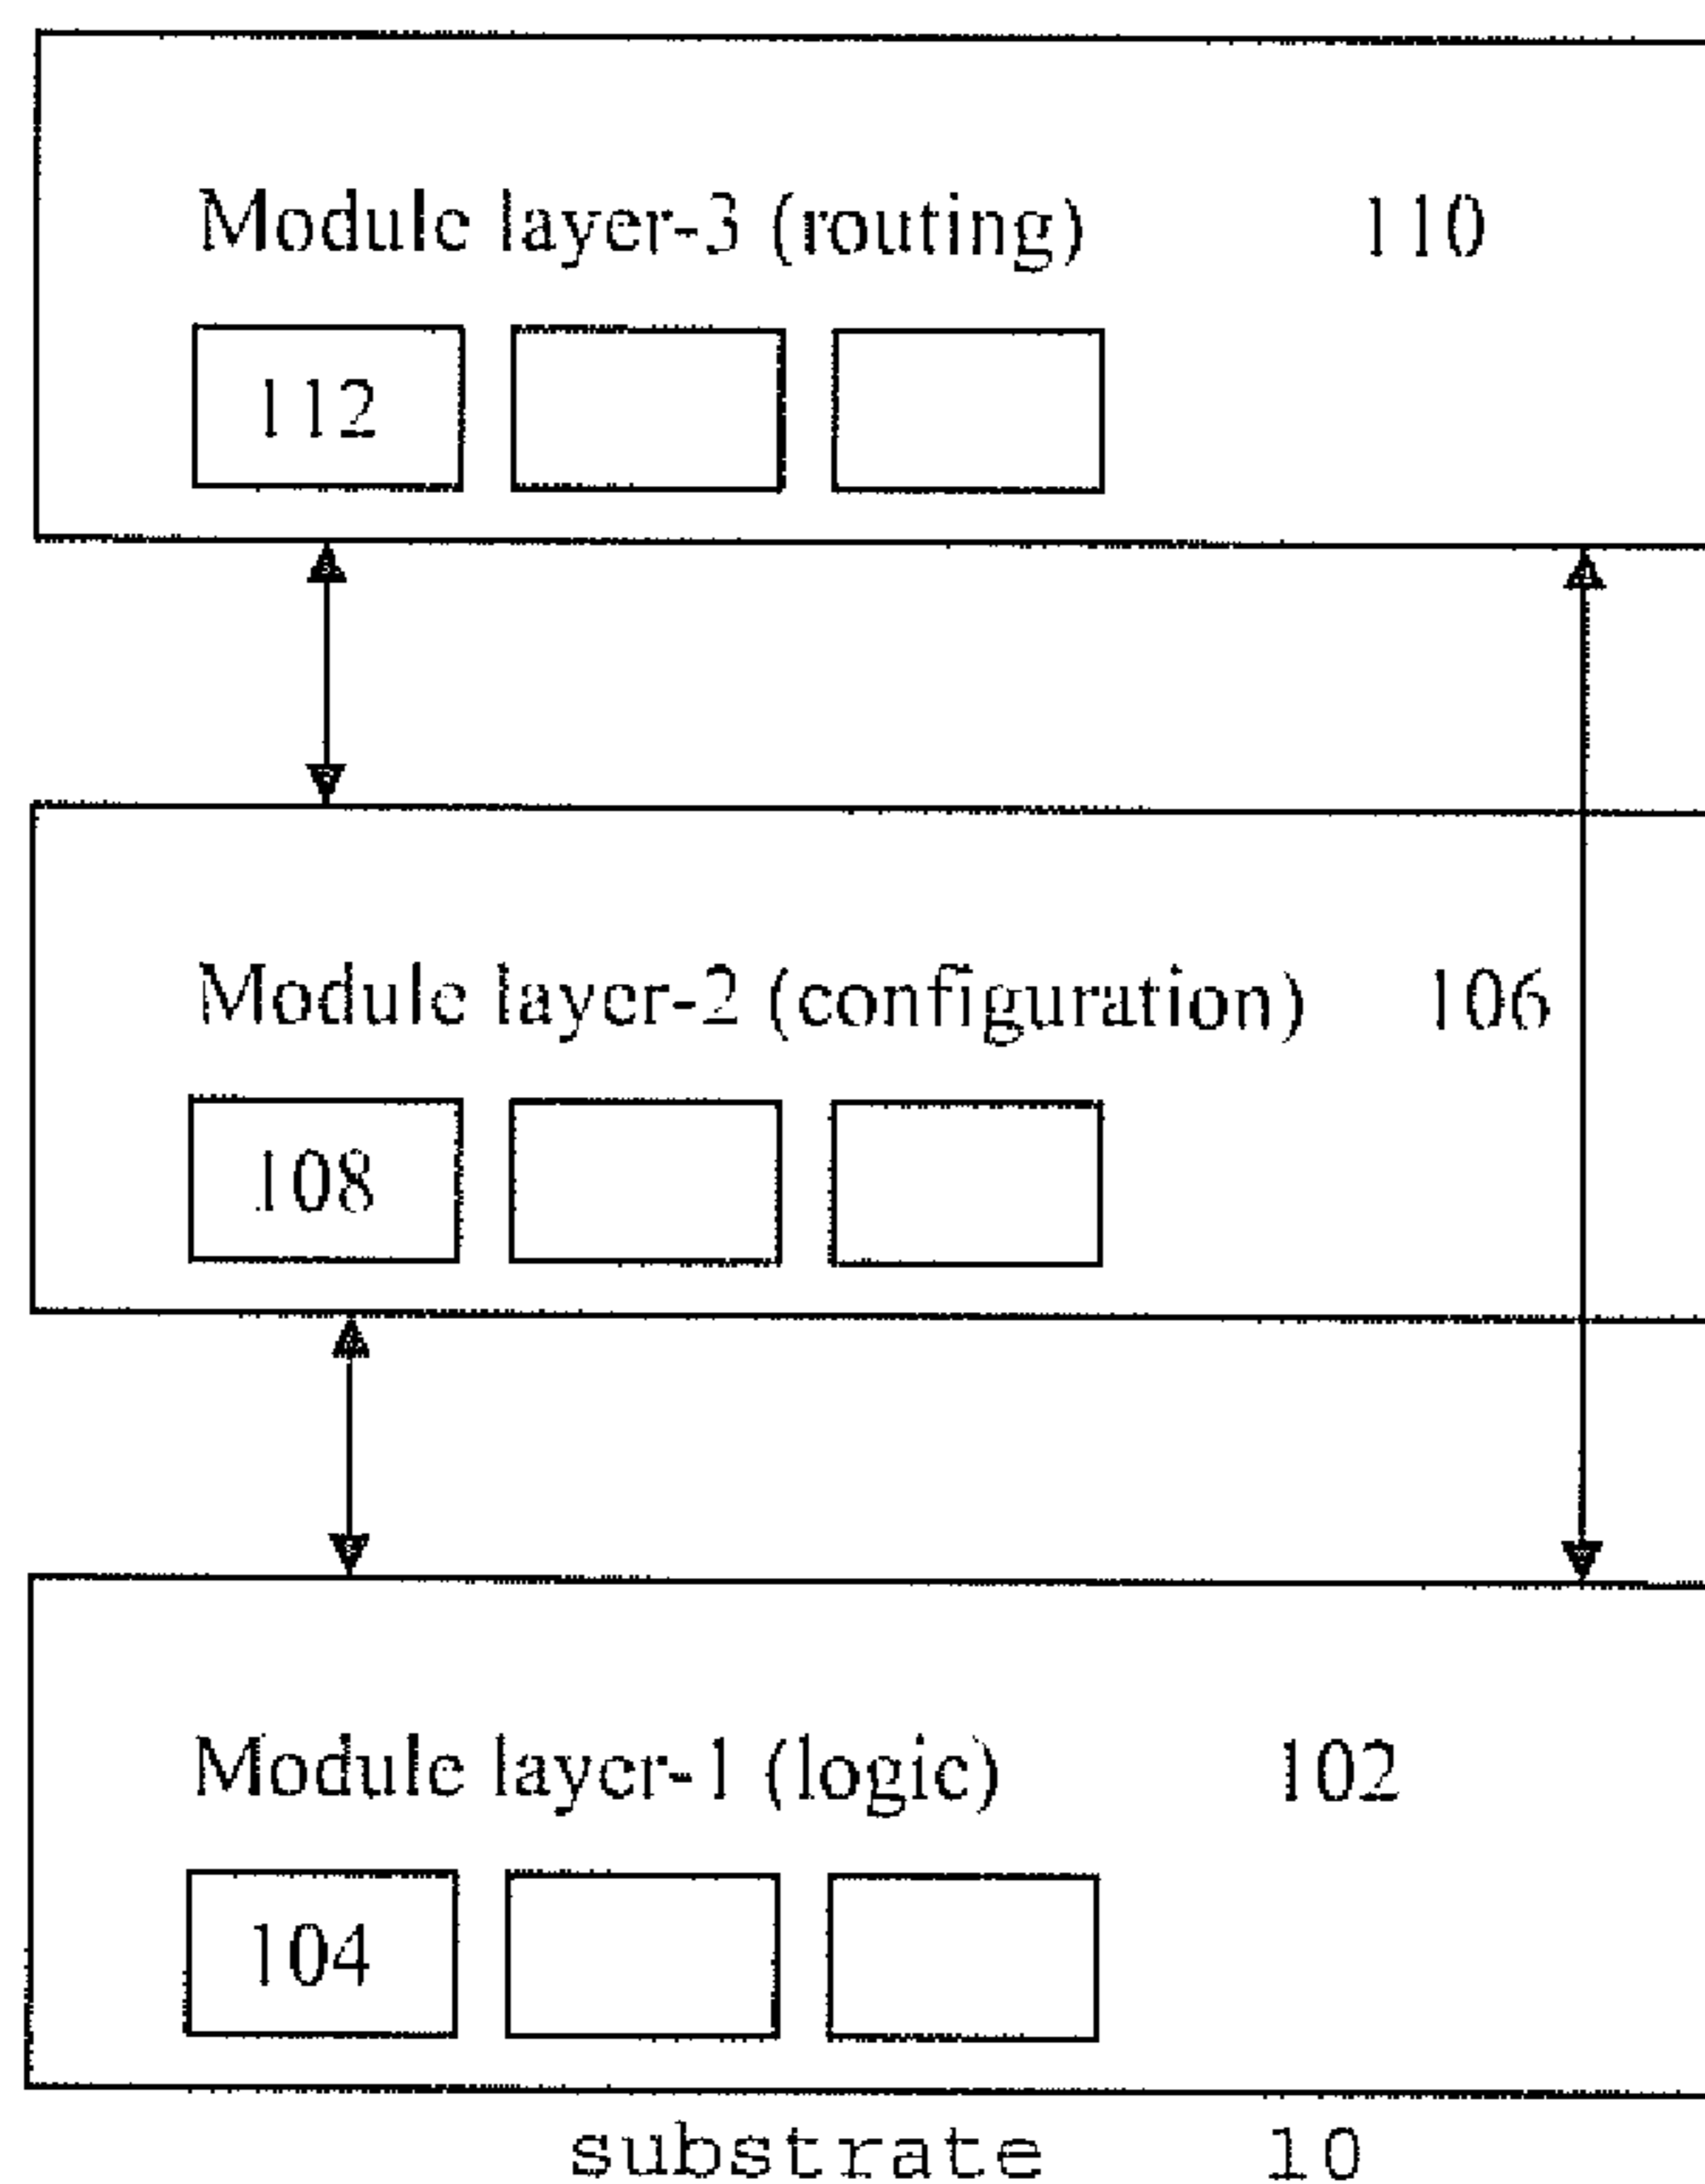 Module layer-3 (routing) 110
112
Module layer-2 (configuration) 106
108
Module layer-1 (logic) 102
104
substrate 10